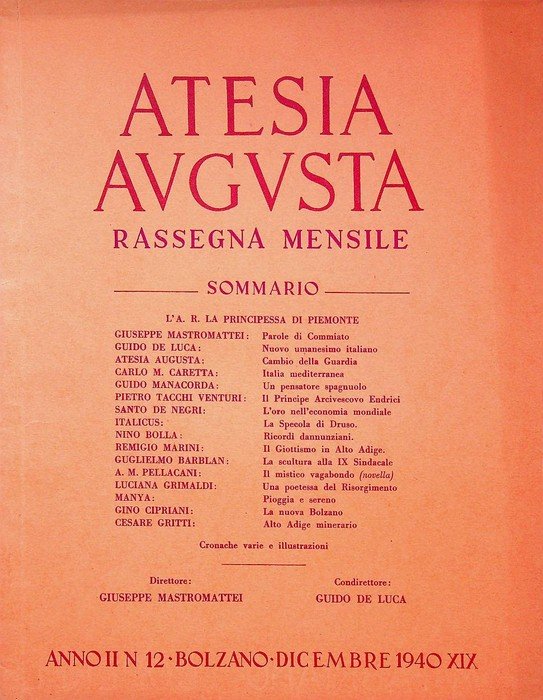 ATESIA
AVGVSTA
RASSEGNA MENSILE
SOMMARIO
L'A. R. LA PRINCIPESSA DI PIEMONTE
GIUSEPPE MASTROMATTEI: Parole di Commiato
GUIDO DE LUCA: Nuovo umanesimo italiano
ATESIA AUGUSTA: Cambio della Guardia
CARLO M. CARETTA: Italia mediterranea
GUIDO MANACORDA: Un pensatore spagnuolo
PIETRO TACCHI VENTURI: Il Principe Arcivescovo Endrici
SANTO DE NEGRI: L'oro nell'economia mondiale
ITALICUS: La Specola di Druso.
NINO BOLLA: Ricordi dannunziani.
REMIGIO MARINI: Il Giottismo in Alto Adige.
GUGLIELMO BARBLAN: La scultura alla IX Sindacale
A. M. PELLACANI: Il mistico vagabondo (novella)
LUCIANA GRIMALDI: Una poetessa del Risorgimento
MANYA: Pioggia e sereno
GINO CIPRIANI: La nuova Bolzano
CESARE GRITTI: Alto Adige minerario
Cronache varie e illustrazioni
Direttore: Condirettore:
GIUSEPPE MASTROMATTEI GUIDO DE LUCA
ANNO II N 12 · BOLZANO · DICEMBRE 1940 XIX